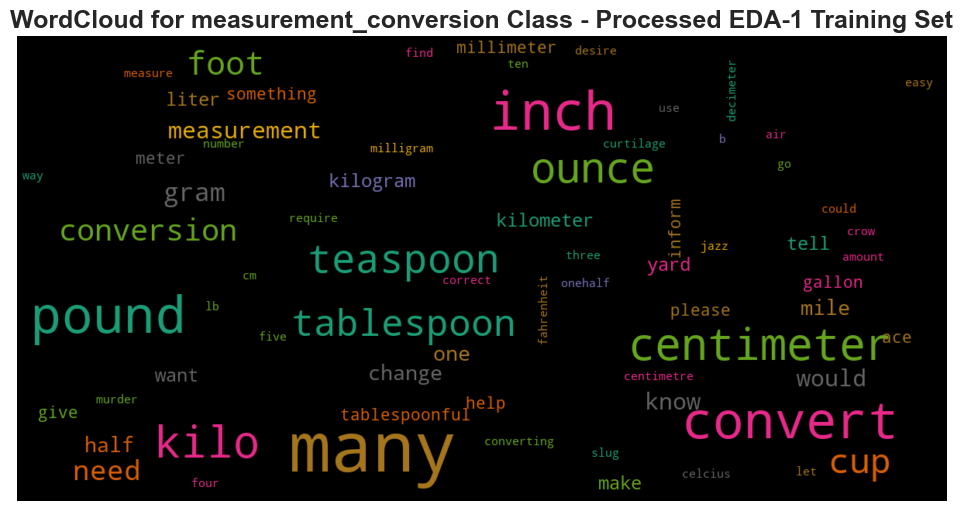 WordCloud for measurement_conversion Class - Processed EDA-1 Training Set
find millimeter desire
foot ten
measure decimeter easy
liter something
inch use
measurement b air
number milligram curtilage
meter ounce go
way kilogram
gram
could
require kilometer inform crow
conversion jazz tell
teaspoon three yard amount
cm correct onehalf gallon
pound lb fahrenheit please mile
tablespoon
five centimeter ace
one
want change centimetre would
murder know
give tablespoonful help
convert
half kilo many converting
need slug cup
four make celcius let